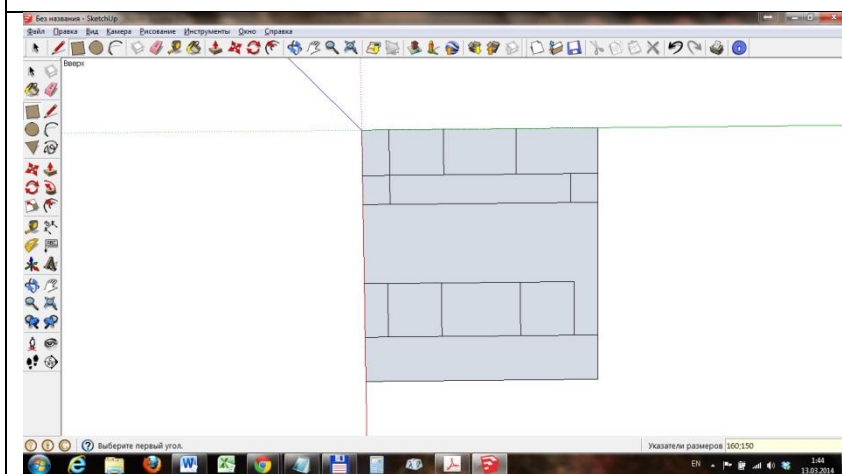 Без названия - SketchUp
Файл Правка Вид Камера Рисование Инструменты Окно Справка
Вверх
Выберите первый угол.
Указатели размеров 160;150
EN
1:44
13.03.2014